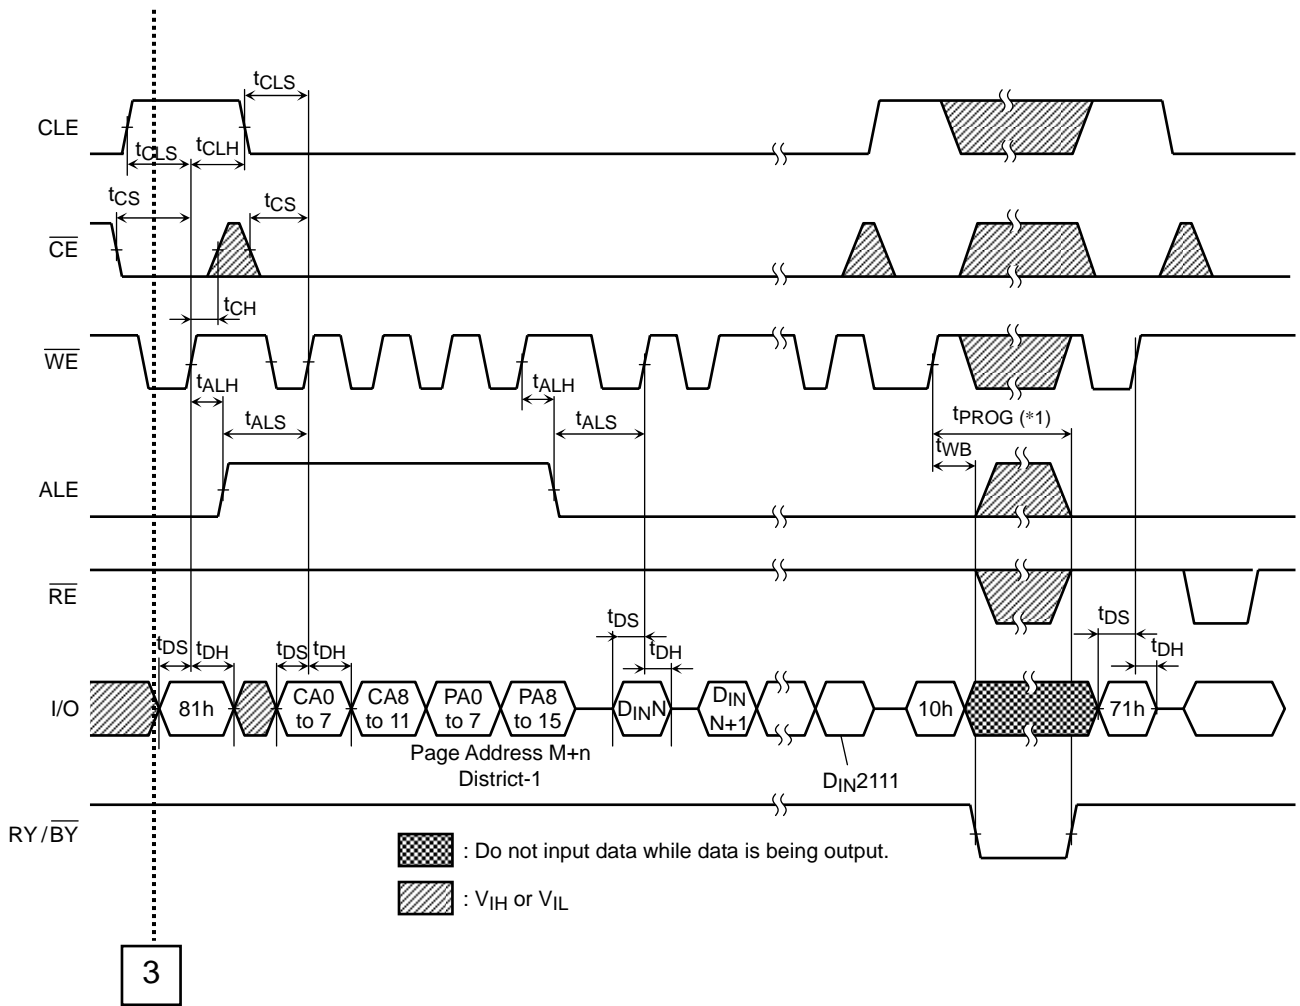 tCLS
CLE
tCLS
tCLH
tCS
tCS
CE
tCH
WE
tALH
tALH
tALS
tALS
tPROG (*1)
tWB
ALE
RE
tDS
tDH
tDS
tDH
tDS
tDH
tDS
tDH
I/O
81h
CA0 to 7
CA8 to 11
PA0 to 7
PA8 to 15
DINN
DIN N+1
10h
71h
Page Address M+n
District-1
DIN2111
RY/BY
: Do not input data while data is being output.
: VIH or VIL
3